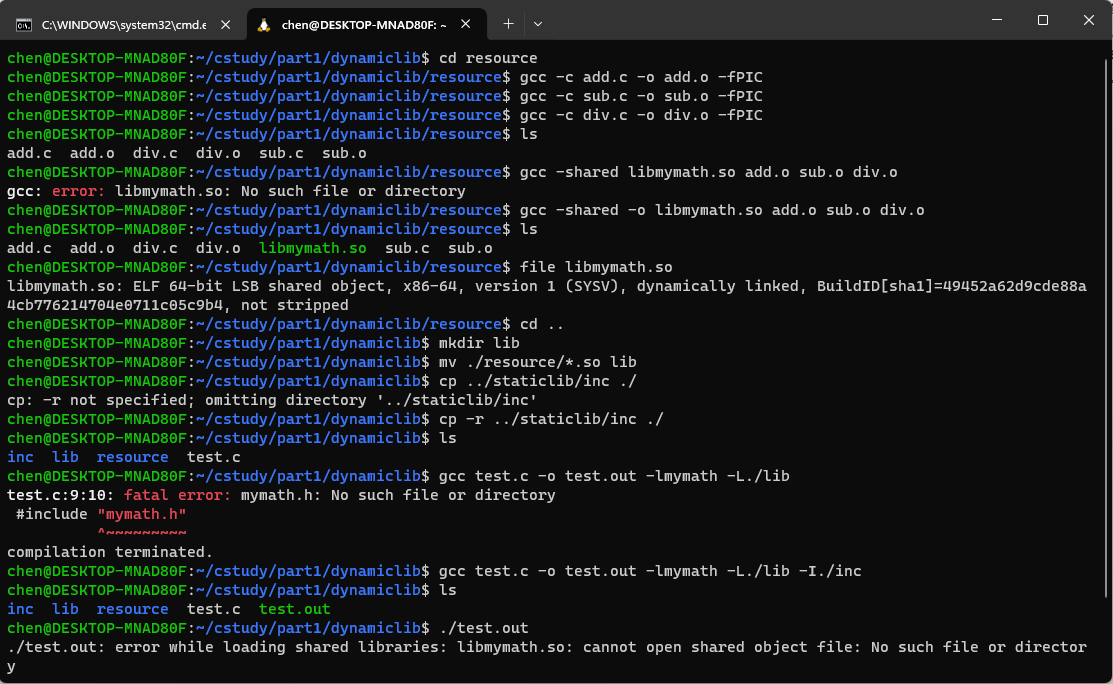 C:\WINDOWS\system32\cmd.e
chen@DESKTOP-MNAD80F: ~
chen@DESKTOP-MNAD80F:~/cstudy/part1/dynamiclib$ cd resource
chen@DESKTOP-MNAD80F:~/cstudy/part1/dynamiclib/resource$ gcc -c add.c -o add.o -fPIC
chen@DESKTOP-MNAD80F:~/cstudy/part1/dynamiclib/resource$ gcc -c sub.c -o sub.o -fPIC
chen@DESKTOP-MNAD80F:~/cstudy/part1/dynamiclib/resource$ gcc -c div.c -o div.o -fPIC
chen@DESKTOP-MNAD80F:~/cstudy/part1/dynamiclib/resource$ ls
add.c  add.o  div.c  div.o  sub.c  sub.o
chen@DESKTOP-MNAD80F:~/cstudy/part1/dynamiclib/resource$ gcc -shared libmymath.so add.o sub.o div.o
gcc: error: libmymath.so: No such file or directory
chen@DESKTOP-MNAD80F:~/cstudy/part1/dynamiclib/resource$ gcc -shared -o libmymath.so add.o sub.o div.o
chen@DESKTOP-MNAD80F:~/cstudy/part1/dynamiclib/resource$ ls
add.c  add.o  div.c  div.o  libmymath.so  sub.c  sub.o
chen@DESKTOP-MNAD80F:~/cstudy/part1/dynamiclib/resource$ file libmymath.so
libmymath.so: ELF 64-bit LSB shared object, x86-64, version 1 (SYSV), dynamically linked, BuildID[sha1]=49452a62d9cde88a
4cb776214704e0711c05c9b4, not stripped
chen@DESKTOP-MNAD80F:~/cstudy/part1/dynamiclib/resource$ cd ..
chen@DESKTOP-MNAD80F:~/cstudy/part1/dynamiclib$ mkdir lib
chen@DESKTOP-MNAD80F:~/cstudy/part1/dynamiclib$ mv ./resource/*.so lib
chen@DESKTOP-MNAD80F:~/cstudy/part1/dynamiclib$ cp ../staticlib/inc ./
cp: -r not specified; omitting directory '../staticlib/inc'
chen@DESKTOP-MNAD80F:~/cstudy/part1/dynamiclib$ cp -r ../staticlib/inc ./
chen@DESKTOP-MNAD80F:~/cstudy/part1/dynamiclib$ ls
inc  lib  resource  test.c
chen@DESKTOP-MNAD80F:~/cstudy/part1/dynamiclib$ gcc test.c -o test.out -lmymath -L./lib
test.c:9:10: fatal error: mymath.h: No such file or directory
 #include "mymath.h"
          ^~~~~~~~~~
compilation terminated.
chen@DESKTOP-MNAD80F:~/cstudy/part1/dynamiclib$ gcc test.c -o test.out -lmymath -L./lib -I./inc
chen@DESKTOP-MNAD80F:~/cstudy/part1/dynamiclib$ ls
inc  lib  resource  test.c  test.out
chen@DESKTOP-MNAD80F:~/cstudy/part1/dynamiclib$ ./test.out
./test.out: error while loading shared libraries: libmymath.so: cannot open shared object file: No such file or director
y